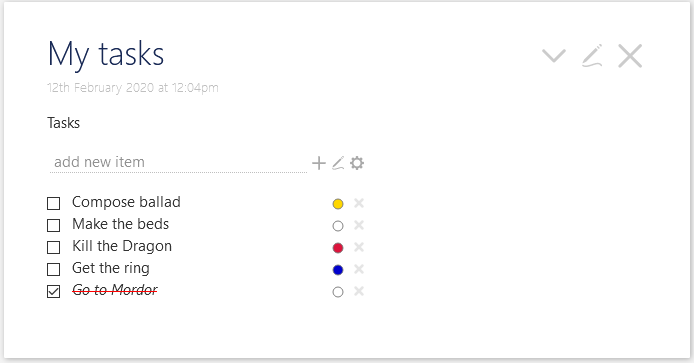 My tasks
12th February 2020 at 12:04pm
Tasks
add new item
Compose ballad
Make the beds
Kill the Dragon
Get the ring
Go to Mordor